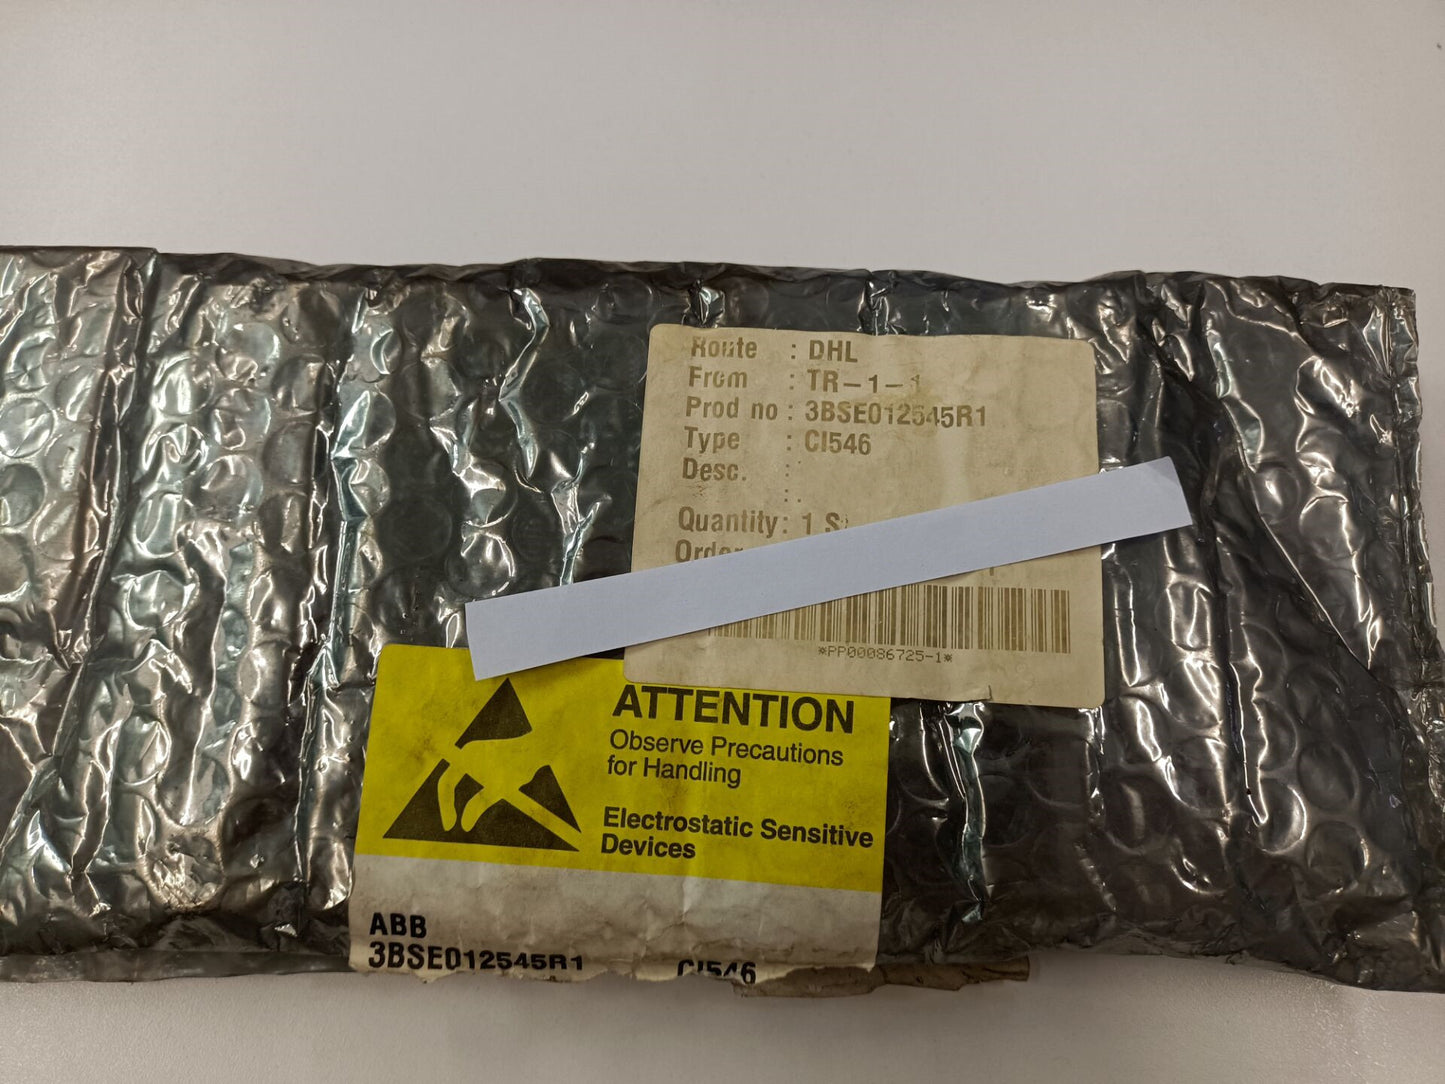 Route : DHL
From : TR-1-1
Prod no : 3BSE012545R1
Type : CI546
Desc. :
:.
Quantity : 1
*PP00086725-1*
ATTENTION
Observe Precautions
for Handling
Electrostatic Sensitive
Devices
ABB
3BSE012545R1 CI546